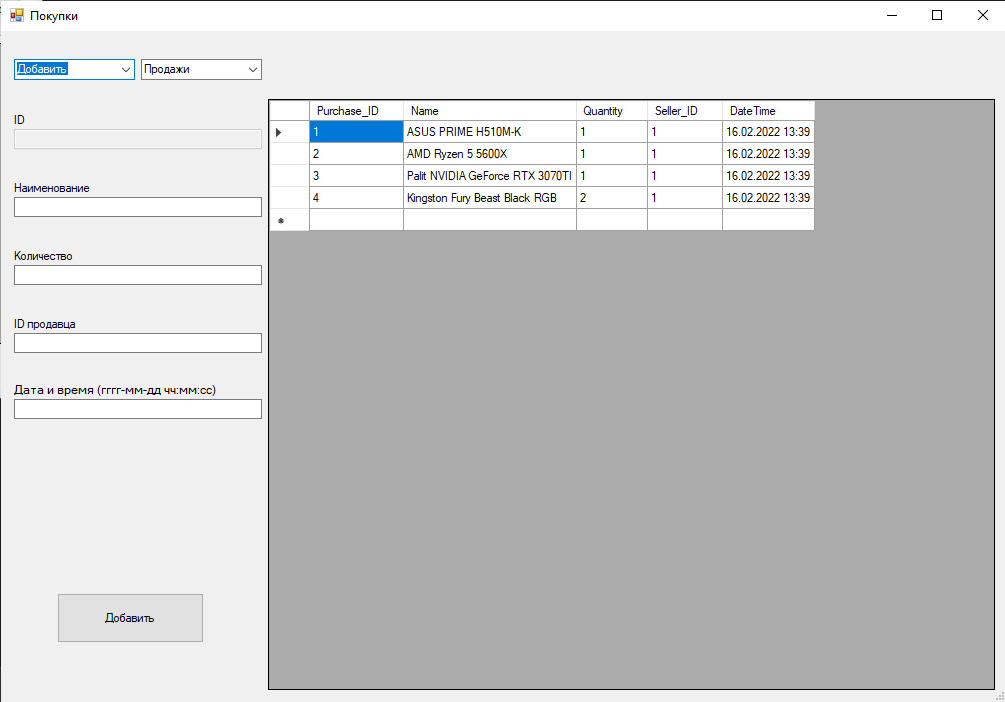 Покупки
Добавить Продажи
ID
Наименование
Количество
ID продавца
Дата и время (гггг-мм-дд чч:мм:сс)
Добавить
Purchase_ID Name Quantity Seller_ID DateTime
1 ASUS PRIME H510M-K 1 1 16.02.2022 13:39
2 AMD Ryzen 5 5600X 1 1 16.02.2022 13:39
3 Palit NVIDIA GeForce RTX 3070TI 1 1 16.02.2022 13:39
4 Kingston Fury Beast Black RGB 2 1 16.02.2022 13:39